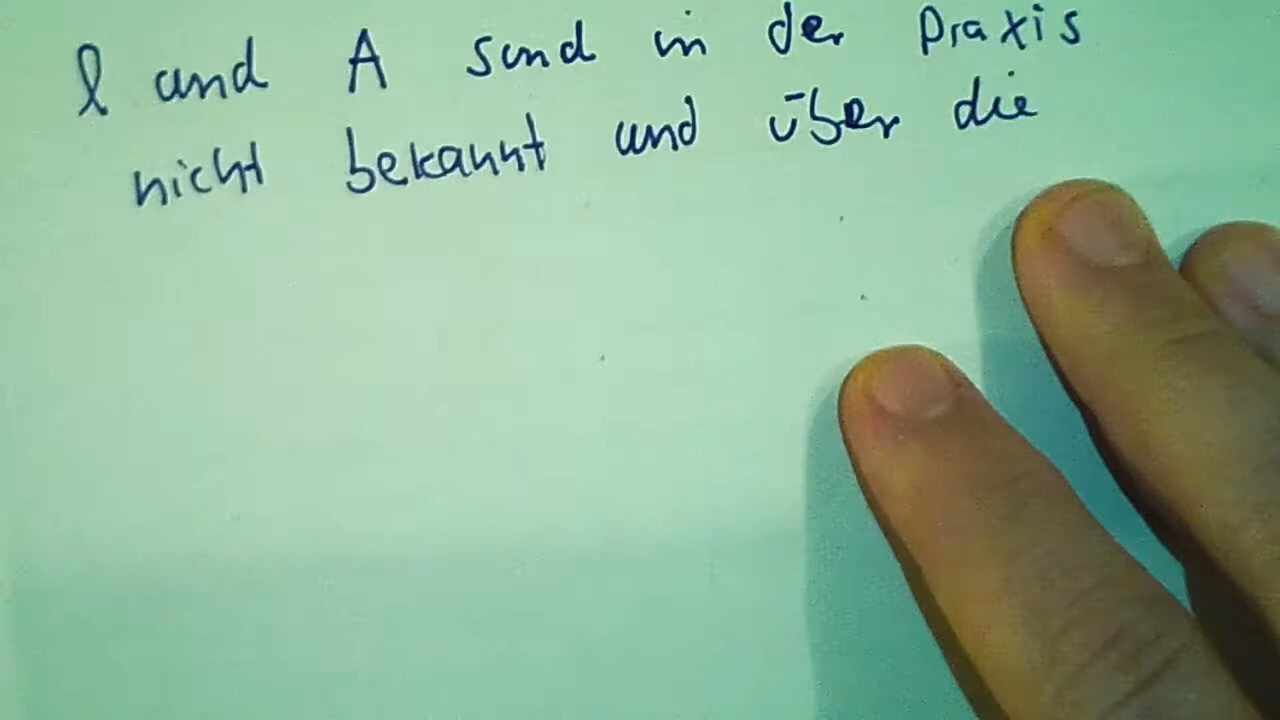 l und A sind in der Praxis
nicht bekannt und über die